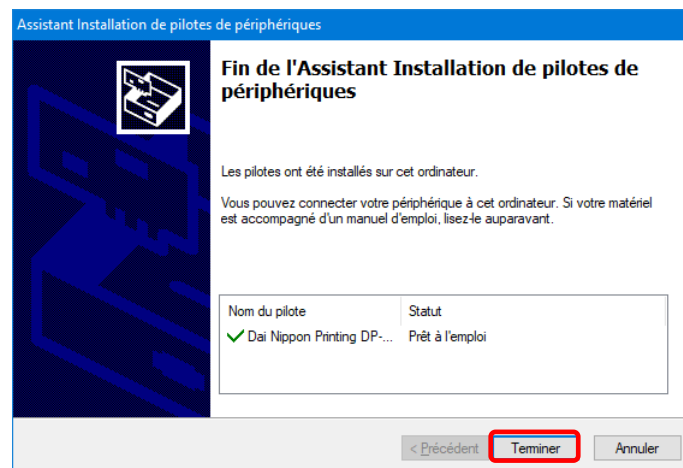 Assistant Installation de pilotes de périphériques
Fin de l'Assistant Installation de pilotes de
périphériques
Les pilotes ont été installés sur cet ordinateur.
Vous pouvez connecter votre périphérique à cet ordinateur. Si votre matériel
est accompagné d'un manuel d'emploi, lisez-le auparavant.
Nom du pilote Statut
Dai Nippon Printing DP-... Prêt à l'emploi
< Précédent Terminer Annuler